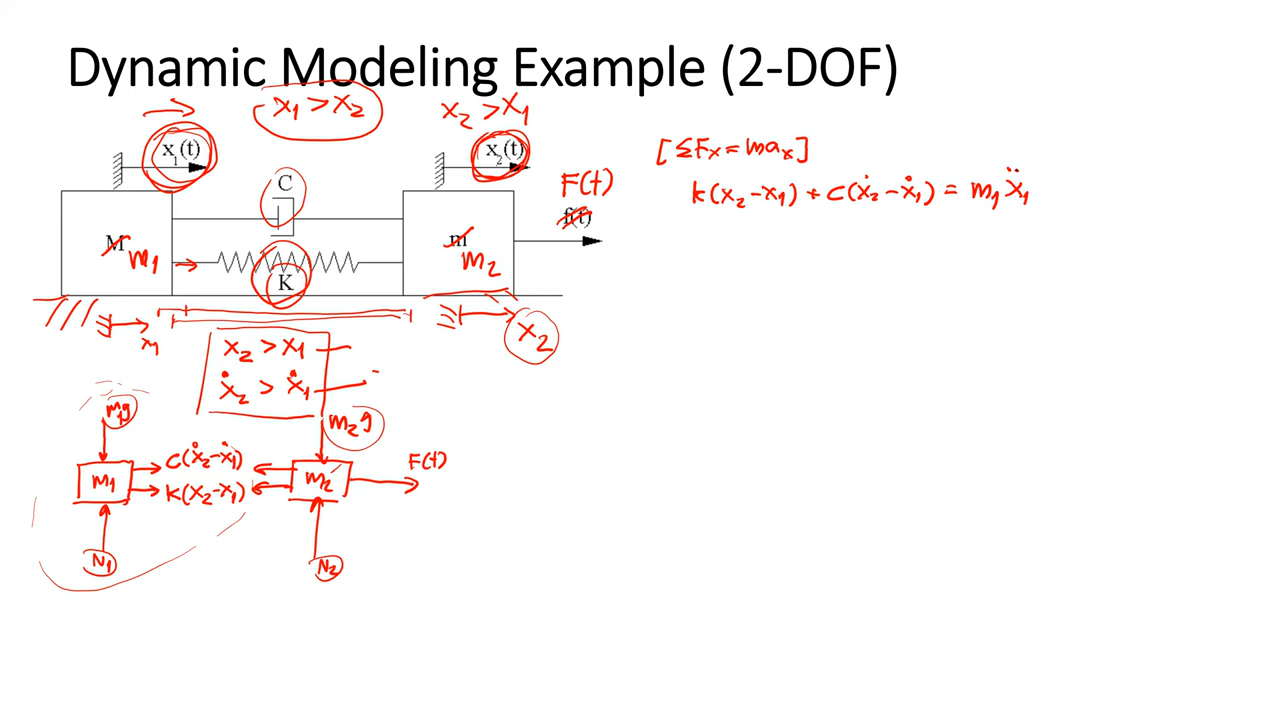 Dynamic Modeling Example (2-DOF)
x₁ > x₂
x₂ > x₁
x₁(t)
x₂(t)
[ΣFₓ = maₓ]
k(x₂-x₁) + c(ẋ₂-ẋ₁) = m₁ẍ₁
C
F(t)
f(t)
M
m₁
m
m₂
K
x₁
x₂
x₂ > x₁
ẋ₂ > ẋ₁
m₁g
m₂g
c(ẋ₂-ẋ₁)
F(t)
m₁
k(x₂-x₁)
m₂
N₁
N₂